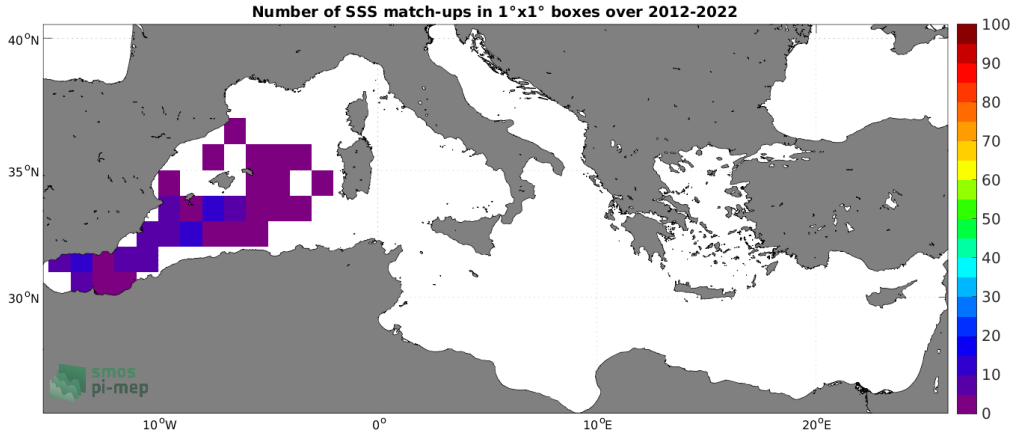 Number of SSS match-ups in 1°x1° boxes over 2012-2022
40°N
35°N
30°N
10°W
0°
10°E
20°E
100
90
80
70
60
50
40
30
20
10
0
smos
pi-mep